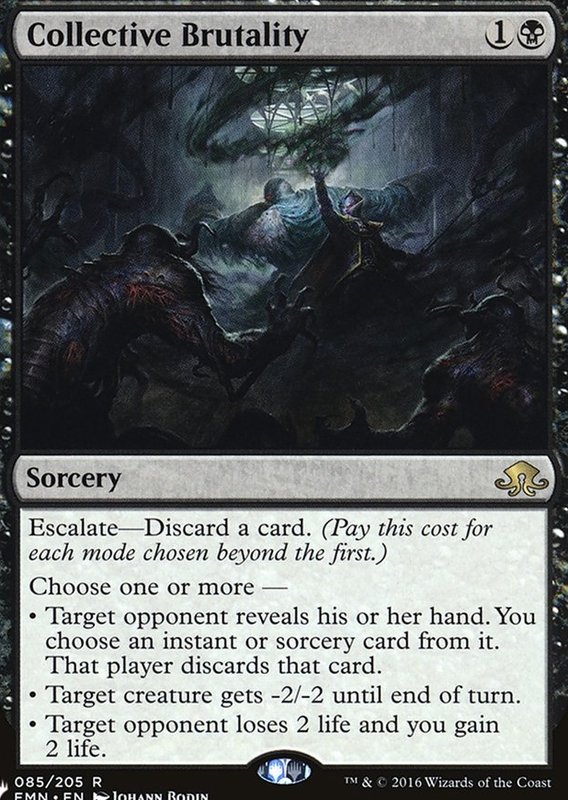 Collective Brutality 1
Sorcery
Escalate—Discard a card. (Pay this cost for
each mode chosen beyond the first.)
Choose one or more —
• Target opponent reveals his or her hand. You
choose an instant or sorcery card from it.
That player discards that card.
• Target creature gets -2/-2 until end of turn.
• Target opponent loses 2 life and you gain
2 life.
085/205 R
™ & © 2016 Wizards of the Coast
EMN • EN Johann Bodin